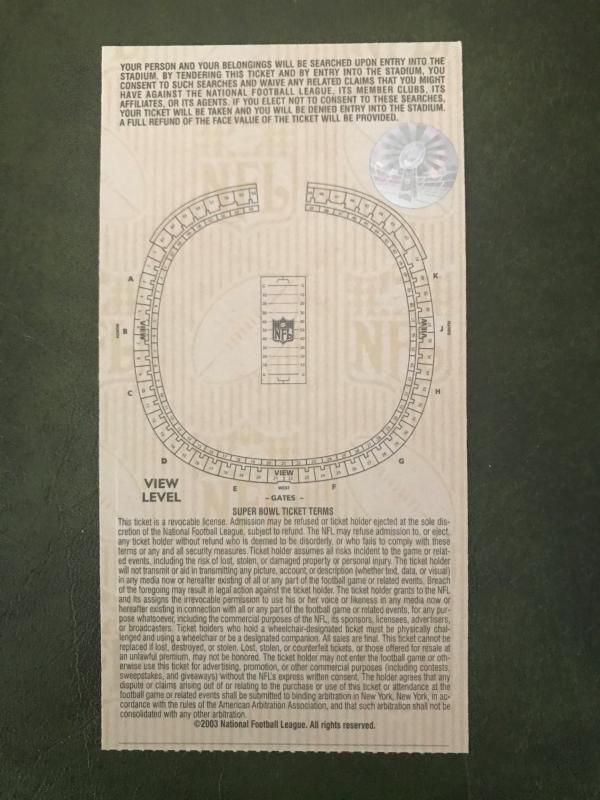 YOUR PERSON AND YOUR BELONGINGS WILL BE SEARCHED UPON ENTRY INTO THE
STADIUM. BY TENDERING THIS TICKET AND BY ENTRY INTO THE STADIUM, YOU
CONSENT TO SUCH SEARCHES AND WAIVE ANY RELATED CLAIMS THAT YOU MIGHT
HAVE AGAINST THE NATIONAL FOOTBALL LEAGUE, ITS MEMBER CLUBS, ITS
AFFILIATES, OR ITS AGENTS. IF YOU ELECT NOT TO CONSENT TO THESE SEARCHES,
YOUR TICKET WILL BE TAKEN AND YOU WILL BE DENIED ENTRY INTO THE STADIUM.
A FULL REFUND OF THE FACE VALUE OF THE TICKET WILL BE PROVIDED.
NFL
A
K
B
VIEW
NFL
VIEW
J
NFL
C
H
D
G
VIEW
E
WEST
F
VIEW
LEVEL
- GATES -
SUPER BOWL TICKET TERMS
This ticket is a revocable license. Admission may be refused or ticket holder ejected at the sole dis-
cretion of the National Football League, subject to refund. The NFL may refuse admission to, or eject,
any ticket holder without refund who is deemed to be disorderly, or who fails to comply with these
terms or any and all security measures. Ticket holder assumes all risks incident to the game or relat-
ed events, including the risk of lost, stolen, or damaged property or personal injury. The ticket holder
will not transmit or aid in transmitting any picture, account, or description (whether text, data, or visual)
in any media now or hereafter existing of all or any part of the football game or related events. Breach
of the foregoing may result in legal action against the ticket holder. The ticket holder grants to the NFL
and its assigns the irrevocable permission to use his or her voice or likeness in any media now or
hereafter existing in connection with all or any part of the football game or related events, for any pur-
pose whatsoever, including the commercial purposes of the NFL, its sponsors, licensees, advertisers,
or broadcasters. Ticket holders who hold a wheelchair-designated ticket must be physically chal-
lenged and using a wheelchair or be a designated companion. All sales are final. This ticket cannot be
replaced if lost, destroyed, or stolen. Lost, stolen, or counterfeit tickets, or those offered for resale at
an unlawful premium, may not be honored. The ticket holder may not enter the football game or oth-
erwise use this ticket for advertising, promotion, or other commercial purposes (including contests,
sweepstakes, and giveaways) without the NFL's express written consent. The ticket holder agrees that any
dispute or claims arising out of or relating to the purchase or use of this ticket or attendance at the
football game or related events shall be submitted to binding arbitration in New York, New York, in ac-
cordance with the rules of the American Arbitration Association, and that such arbitration shall not be
consolidated with any other arbitration.
©2003 National Football League. All rights reserved.